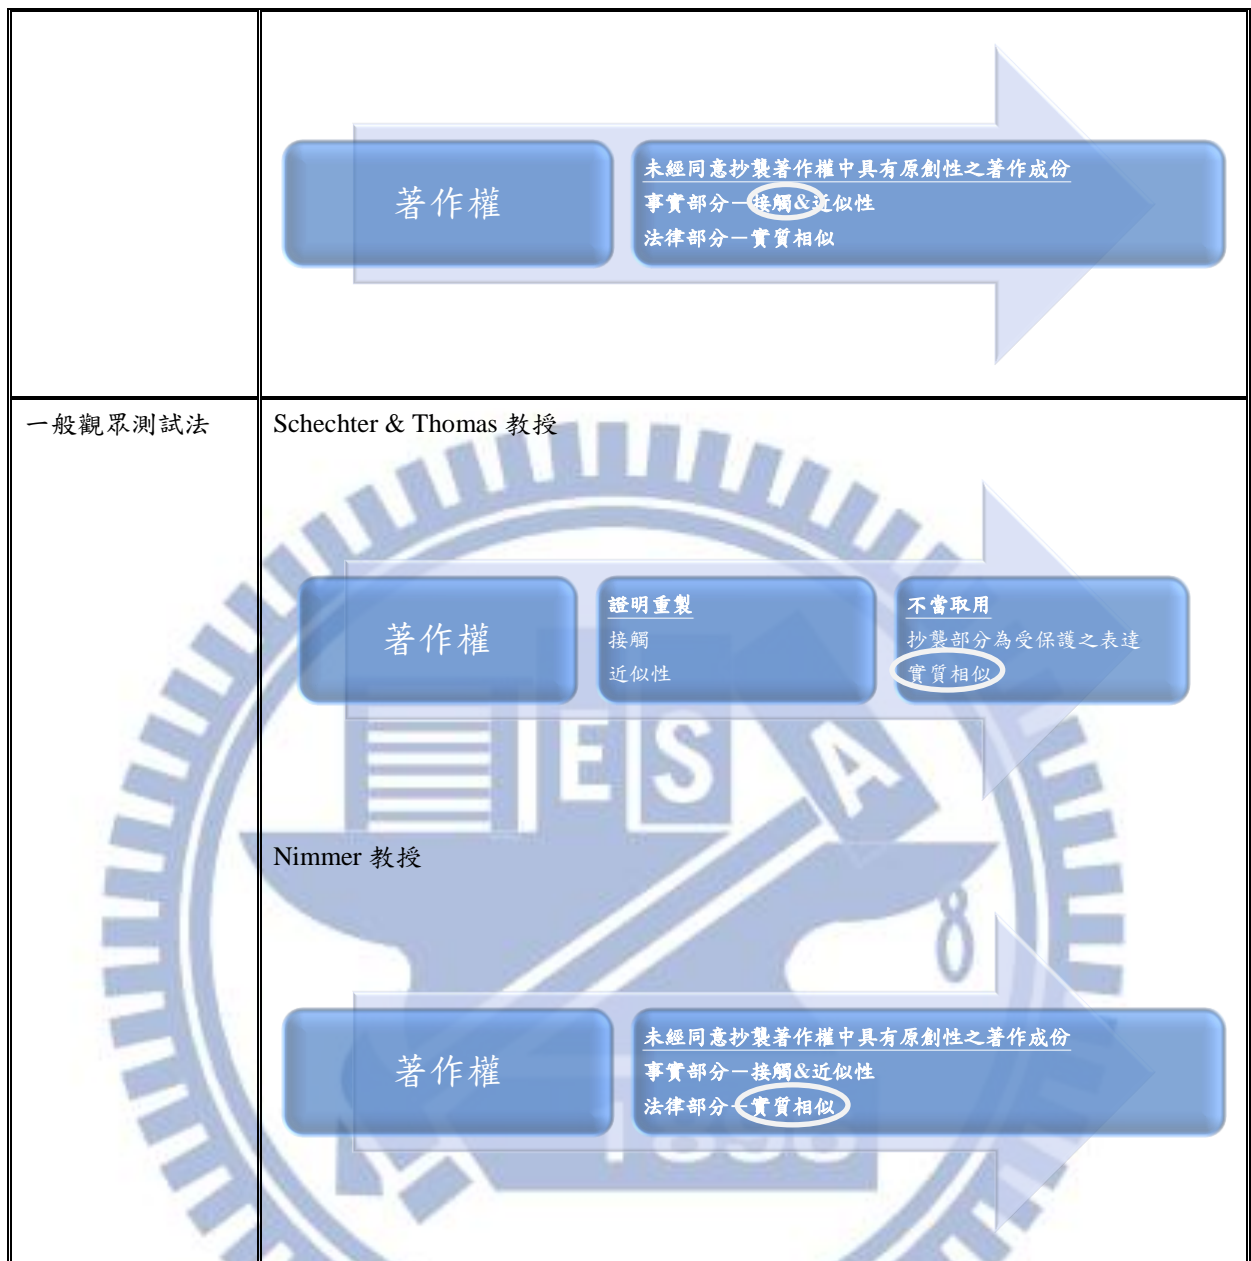 著作權
未經同意抄襲著作權中具有原創性之著作成份
事實部分－接觸&近似性
法律部分－實質相似
一般觀眾測試法
Schechter & Thomas 教授
著作權
證明重製
接觸
近似性
不當取用
抄襲部分為受保護之表達
實質相似
ESA
Nimmer 教授
著作權
未經同意抄襲著作權中具有原創性之著作成份
事實部分－接觸&近似性
法律部分－實質相似
1896